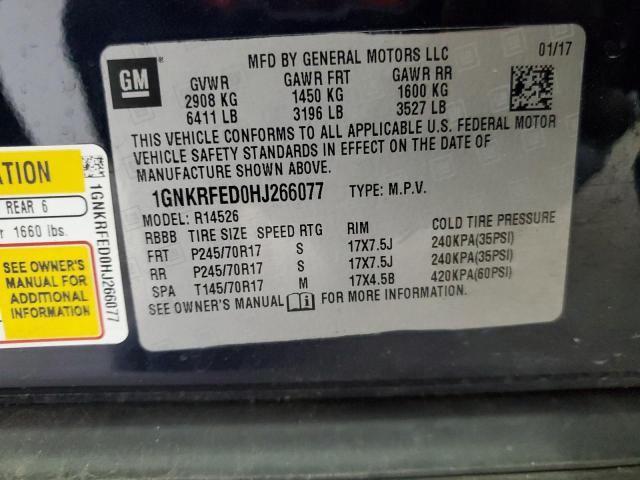 GM
MFD BY GENERAL MOTORS LLC 01/17
GVWR GAWR FRT GAWR RR
2908 KG 1450 KG 1600 KG
6411 LB 3196 LB 3527 LB
THIS VEHICLE CONFORMS TO ALL APPLICABLE U.S. FEDERAL MOTOR
VEHICLE SAFETY STANDARDS IN EFFECT ON THE DATE OF
MANUFACTURE SHOWN ABOVE.
1GNKRFED0HJ266077 TYPE: M.P.V.
MODEL: R14526
RBBB TIRE SIZE SPEED RTG RIM COLD TIRE PRESSURE
FRT P245/70R17 S 17X7.5J 240KPA(35PSI)
RR P245/70R17 S 17X7.5J 240KPA(35PSI)
SPA T145/70R17 M 17X4.5B 420KPA(60PSI)
SEE OWNER'S MANUAL FOR MORE INFORMATION.
REAR 6
1660 lbs.
SEE OWNER'S
MANUAL FOR
ADDITIONAL
INFORMATION
1GNKRFED0HJ266077